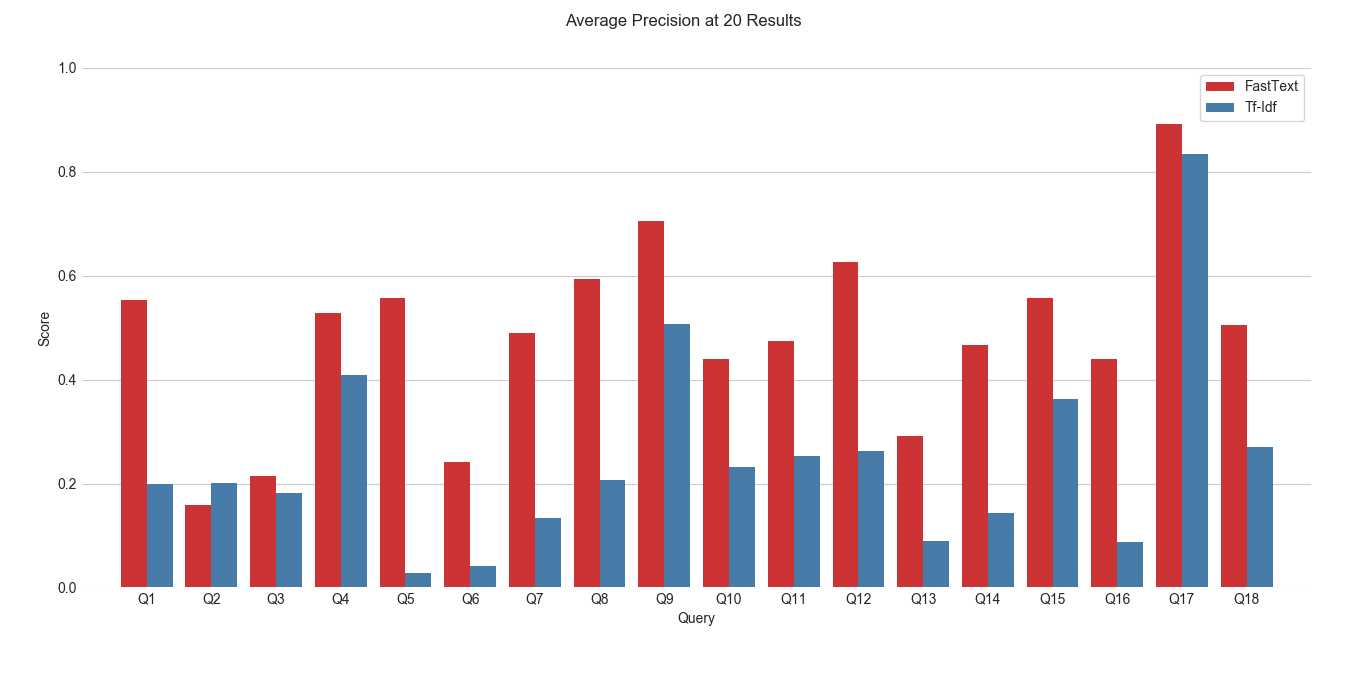 Average Precision at 20 Results
1.0
0.8
0.6
0.4
0.2
0.0
Score
FastText
Tf-Idf
Q1 Q2 Q3 Q4 Q5 Q6 Q7 Q8 Q9 Q10 Q11 Q12 Q13 Q14 Q15 Q16 Q17 Q18
Query